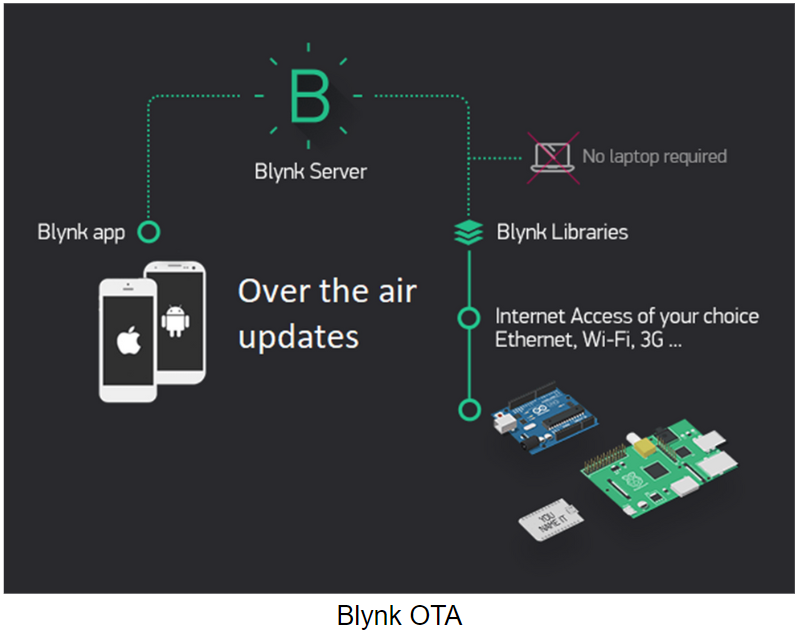 B
Blynk Server
No laptop required
Blynk app
Blynk Libraries
Over the air
updates
Internet Access of your choice
Ethernet, Wi-Fi, 3G ...
YOU
NAME IT
Blynk OTA